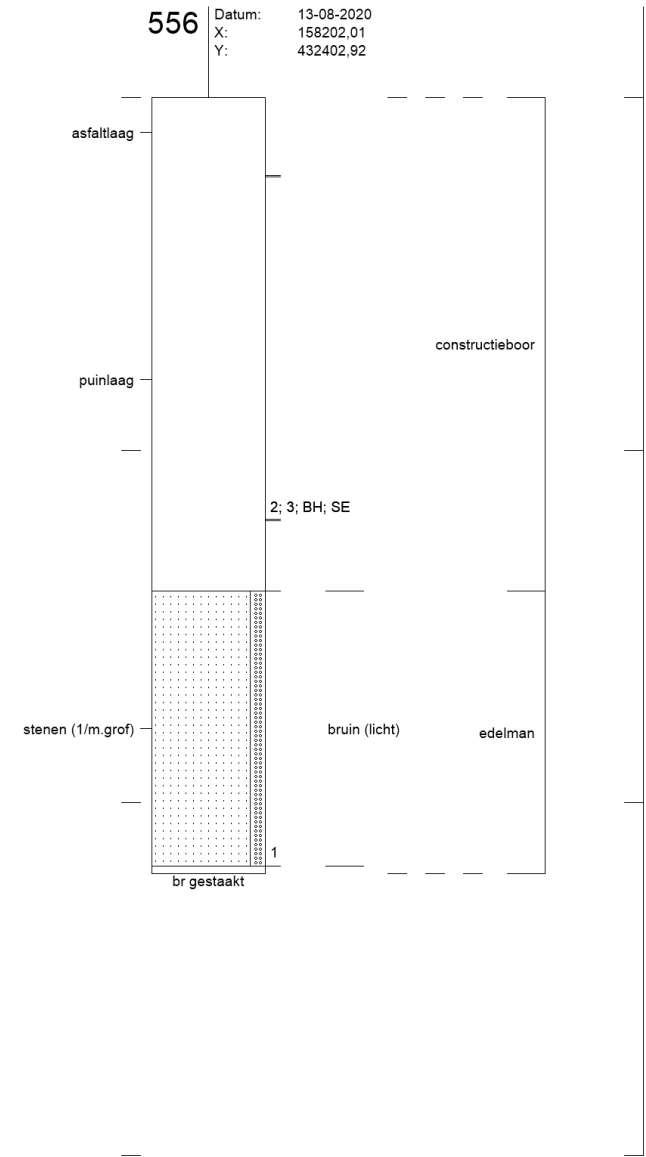 556
Datum: 13-08-2020
X: 158202,01
Y: 432402,92
asfaltlaag
constructieboor
puinlaag
2; 3; BH; SE
stenen (1/m.grof)
bruin (licht)
edelman
1
br gestaakt